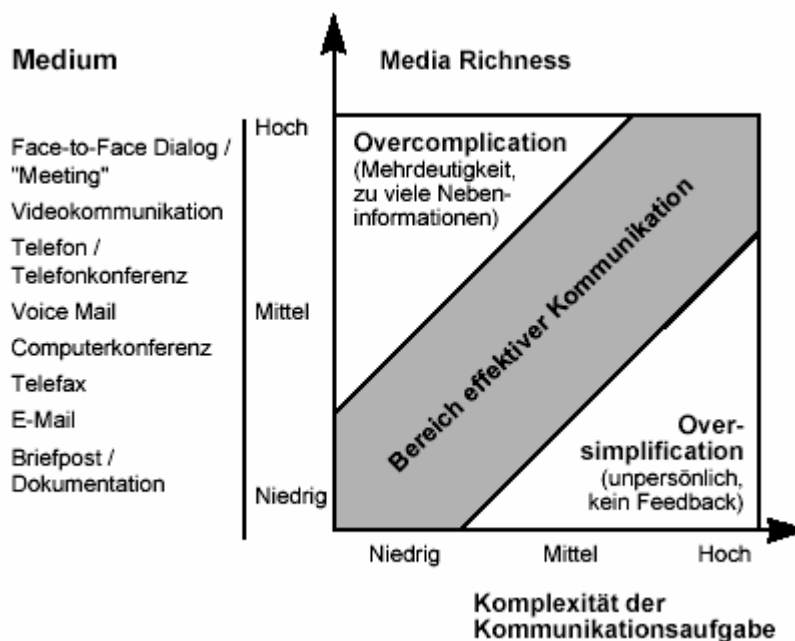 Medium
Media Richness
Face-to-Face Dialog /
"Meeting"
Videokommunikation
Telefon /
Telefonkonferenz
Voice Mail
Computerkonferenz
Telefax
E-Mail
Briefpost /
Dokumentation
Hoch
Mittel
Niedrig
Overcomplication
(Mehrdeutigkeit,
zu viele Neben-
informationen)
Bereich effektiver Kommunikation
Over-
simplification
(unpersönlich,
kein Feedback)
Niedrig
Mittel
Hoch
Komplexität der
Kommunikationsaufgabe